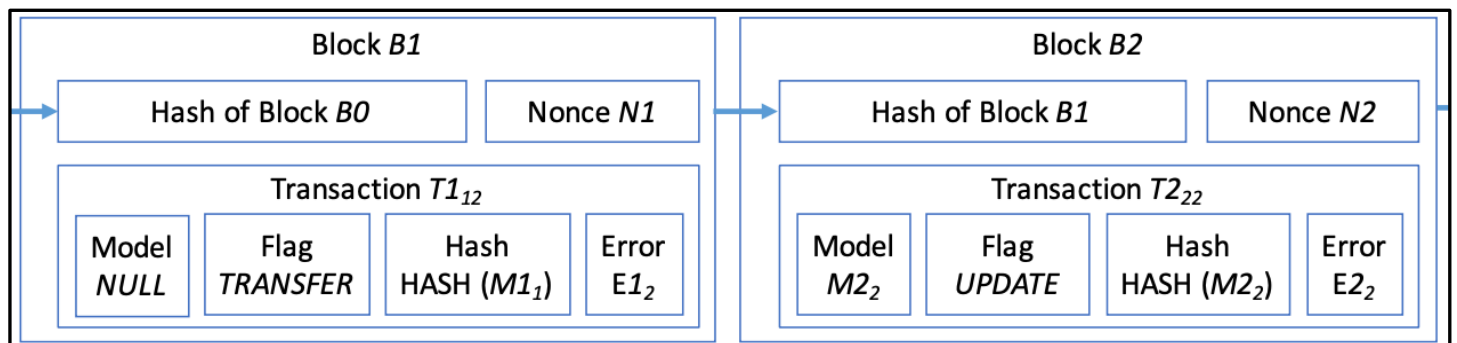 Block B1
Hash of Block B0
Nonce N1
Transaction T1₁₂
Model
NULL
Flag
TRANSFER
Hash
HASH (M1₁)
Error
E1₂
Block B2
Hash of Block B1
Nonce N2
Transaction T2₂₂
Model
M2₂
Flag
UPDATE
Hash
HASH (M2₂)
Error
E2₂